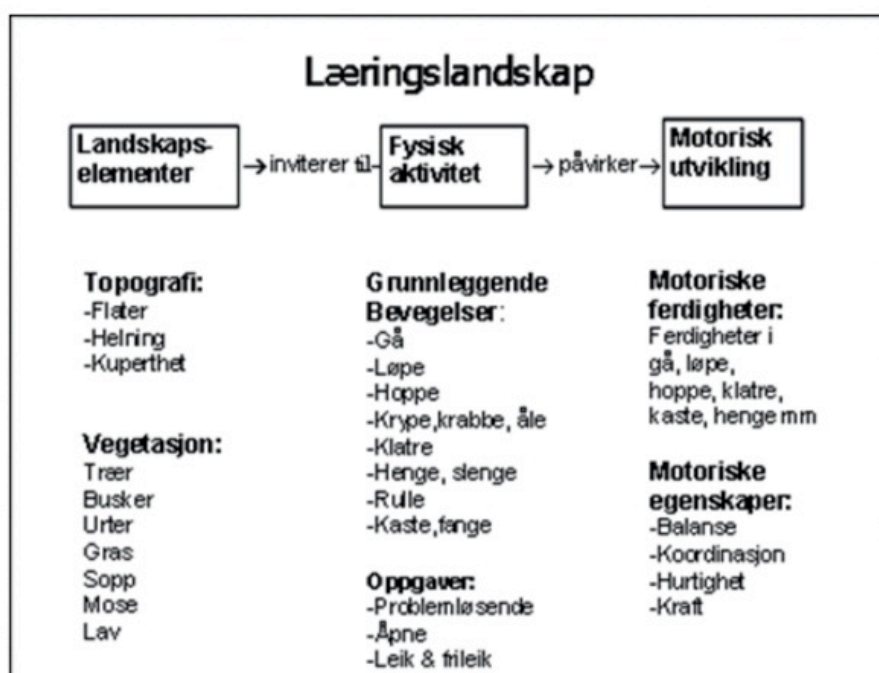 Læringslandskap
Landskaps-
elementer
inviterer til
Fysisk
aktivitet
påvirker
Motorisk
utvikling
Topografi:
-Flater
-Helning
-Kuperthet
Vegetasjon:
Trær
Busker
Urter
Gras
Sopp
Mose
Lav
Grunnleggende
Bevegelser:
-Gå
-Løpe
-Hoppe
-Krype,krabbe, åle
-Klatre
-Henge, slenge
-Rulle
-Kaste,fange
Oppgaver:
-Problemløsende
-Åpne
-Leik & frileik
Motoriske
ferdigheter:
Ferdigheter i
gå, løpe,
hoppe, klatre,
kaste, henge mm
Motoriske
egenskaper:
-Balanse
-Koordinasjon
-Hurtighet
-Kraft